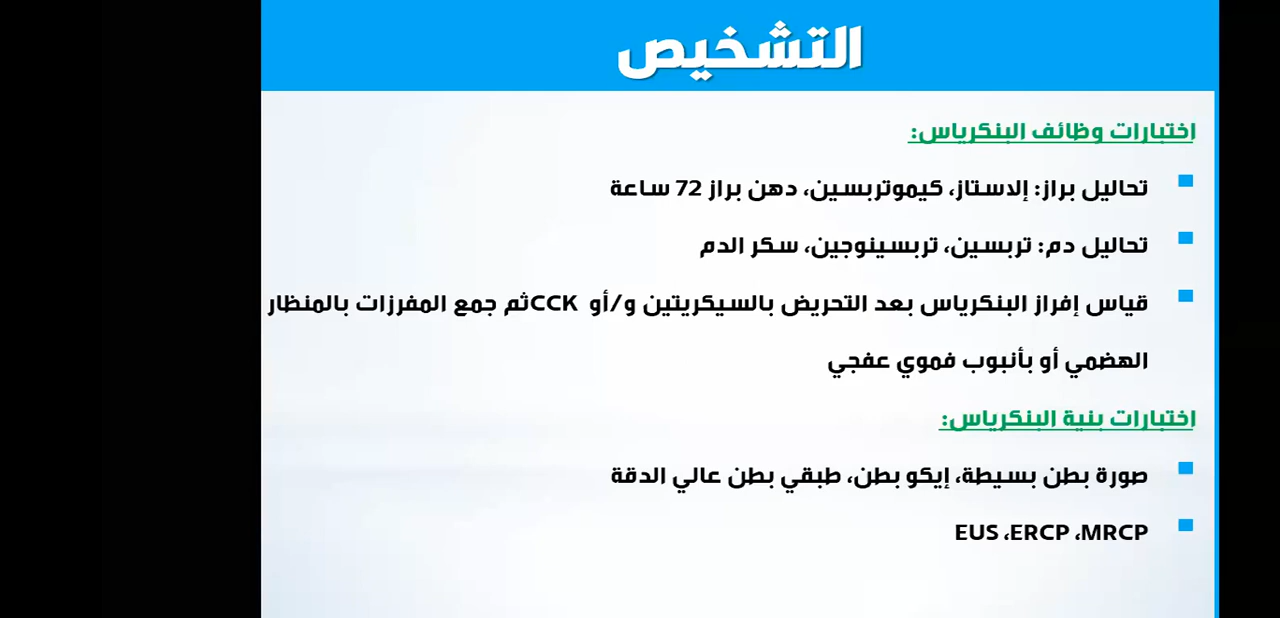 التشخيص
إختبارات وظائف البنكرياس:
تحاليل براز: إلاستاز، كيموتربسين، دهن براز 72 ساعة
تحاليل دم: تربسين، تربسينوجين، سكر الدم
قياس إفراز البنكرياس بعد التحريض بالسيكريتين و/أو CCKثم جمع المفرزات بالمنظار
الهضمي أو بأنبوب فموي عفجي
إختبارات بنية البنكرياس:
صورة بطن بسيطة، إيكو بطن، طبقي بطن عالي الدقة
EUS ،ERCP ،MRCP